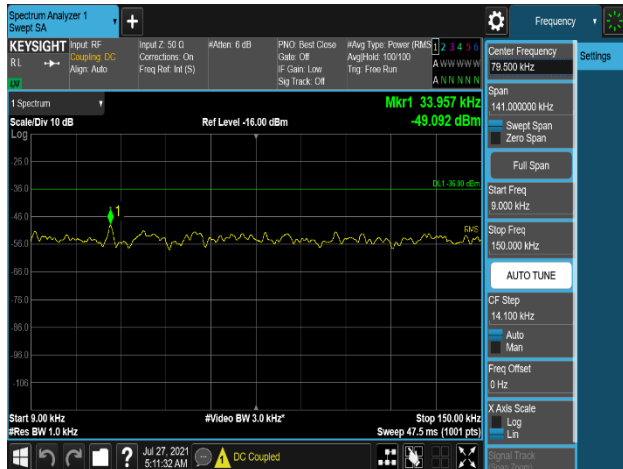 Spectrum Analyzer 1
Swept SA
Frequency
KEYSIGHT
R L
Input: RF
Coupling: DC
Align: Auto
Input Z: 50 Ω
Corrections: On
Freq Ref: Int (S)
#Atten: 6 dB
PNO: Best Close
Gate: Off
IF Gain: Low
Sig Track: Off
#Avg Type: Power (RMS
Avg|Hold: 100/100
Trig: Free Run
1 2 3 4 5 6
A W W W W W
A N N N N N
Center Frequency
79.500 kHz
Settings
Span
141.000000 kHz
Swept Span
Zero Span
Full Span
Start Freq
9.000 kHz
Stop Freq
150.000 kHz
AUTO TUNE
CF Step
14.100 kHz
Auto
Man
Freq Offset
0 Hz
X Axis Scale
Log
Lin
Signal Track
(Span Zoom)
1 Spectrum
Scale/Div 10 dB
Log
Ref Level -16.00 dBm
Mkr1 33.957 kHz
-49.092 dBm
-26.0
-36.0
-46.0
-56.0
-66.0
-76.0
-86.0
-96.0
-106
DL1 -36.00 dBm
1
RMS
Start 9.00 kHz
#Res BW 1.0 kHz
#Video BW 3.0 kHz*
Stop 150.00 kHz
Sweep 47.5 ms (1001 pts)
?
Jul 27, 2021
5:11:32 AM
DC Coupled